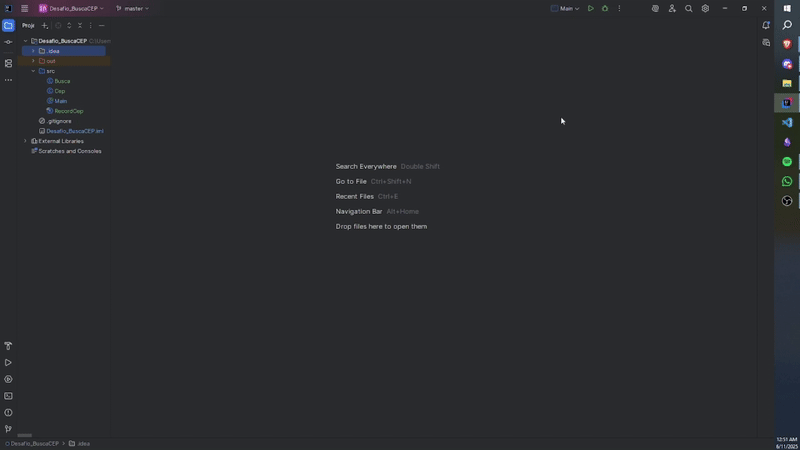 Desafio_BuscaCEP
master
Main
Proje
Desafio_BuscaCEP
.idea
out
src
Busca
Cep
Main
RecordCep
.gitignore
Desafio_BuscaCEP.iml
External Libraries
Scratches and Consoles
Search Everywhere Double Shift
Go to File Ctrl+Shift+N
Recent Files Ctrl+E
Navigation Bar Alt+Home
Drop files here to open them
Desafio_BuscaCEP > .idea
12:51 AM
6/11/2025